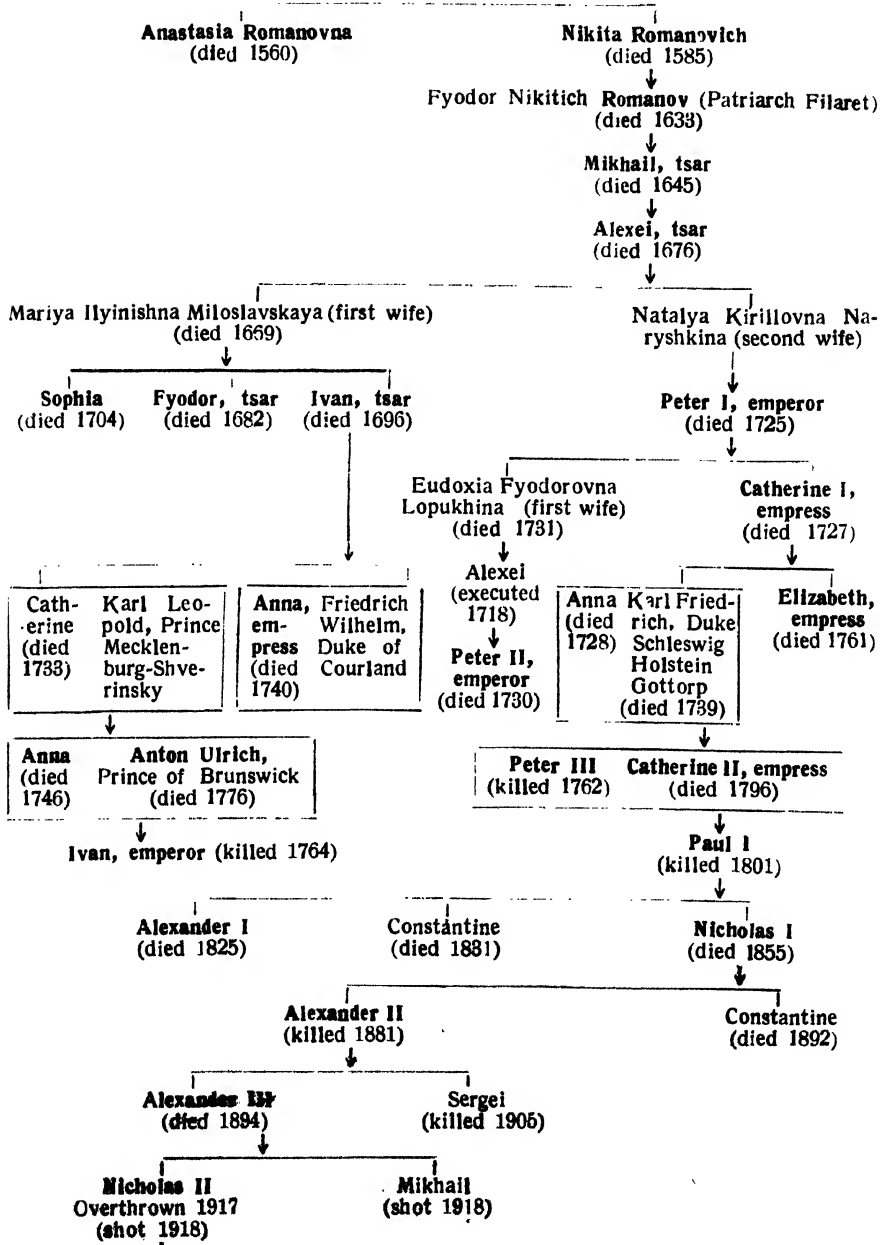 Anastasia Romanovna
(died 1560)
Nikita Romanovich
(died 1585)
Fyodor Nikitich Romanov (Patriarch Filaret)
(died 1633)
Mikhail, tsar
(died 1645)
Alexei, tsar
(died 1676)
Mariya Ilyinishna Miloslavskaya (first wife)
(died 1669)
Natalya Kirillovna Na-
ryshkina (second wife)
Sophia
(died 1704)
Fyodor, tsar
(died 1682)
Ivan, tsar
(died 1696)
Peter I, emperor
(died 1725)
Eudoxia Fyodorovna
Lopukhina (first wife)
(died 1731)
Catherine I,
empress
(died 1727)
Alexei
(executed
1718)
Peter II,
emperor
(died 1730)
Cath-
erine
(died
1733)
Karl Leo-
pold, Prince
Mecklen-
burg-Shve-
rinsky
Anna,
em-
press
(died
1740)
Friedrich
Wilhelm,
Duke of
Courland
Anna
(died
1728)
Karl Fried-
rich, Duke
Schleswig
Holstein
Gottorp
(died 1739)
Elizabeth,
empress
(died 1761)
Anna
(died
1746)
Anton Ulrich,
Prince of Brunswick
(died 1776)
Peter III
(killed 1762)
Catherine II, empress
(died 1796)
Ivan, emperor (killed 1764)
Paul I
(killed 1801)
Alexander I
(died 1825)
Constantine
(died 1831)
Nicholas I
(died 1855)
Alexander II
(killed 1881)
Constantine
(died 1892)
Alexander III
(died 1894)
Sergei
(killed 1905)
Nicholas II
Overthrown 1917
(shot 1918)
Mikhail
(shot 1918)